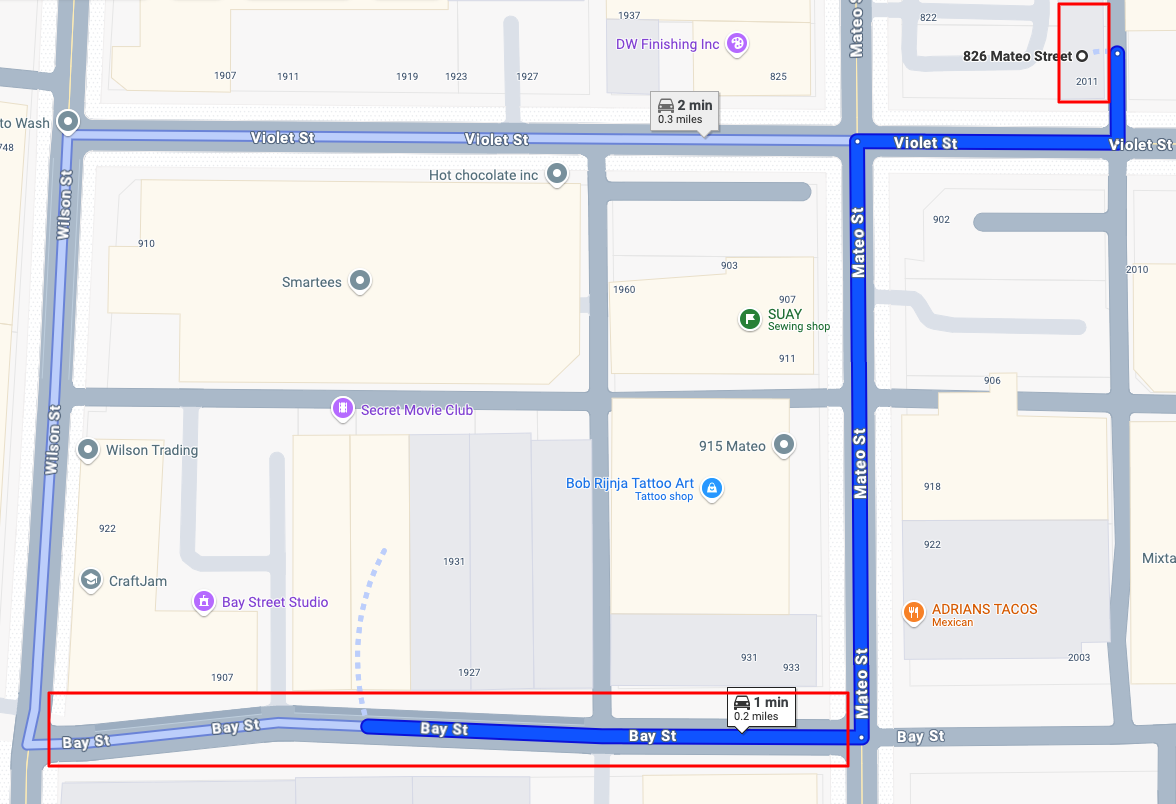 1937
822
Mateo St
DW Finishing Inc
826 Mateo Street
1907
1911
1919
1923
1927
825
2011
2 min
0.3 miles
to Wash
Violet St
Violet St
Violet St
Violet St
748
Hot chocolate inc
Wilson St
Mateo St
902
910
903
2010
Smartees
1960
907
SUAY
Sewing shop
911
906
Secret Movie Club
Wilson St
Wilson Trading
915 Mateo
Mateo St
Bob Rijnja Tattoo Art
Tattoo shop
918
922
922
1931
Mixta
CraftJam
Bay Street Studio
ADRIANS TACOS
Mexican
931
933
2003
1907
1927
Mateo St
1 min
0.2 miles
Bay St
Bay St
Bay St
Bay St
Bay St